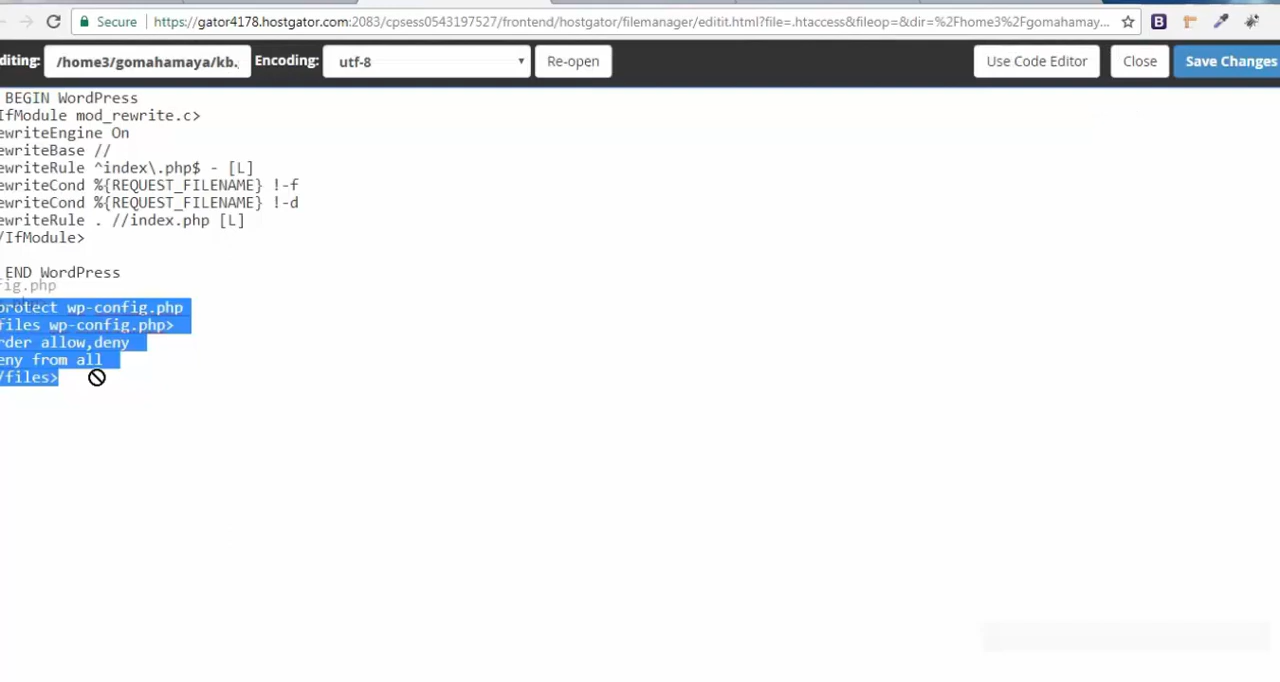 Secure https://gator4178.hostgator.com:2083/cpsess0543197527/frontend/hostgator/filemanager/editit.html?file=.htaccess&fileop=&dir=%2Fhome3%2Fgomahamay... B
diting: /home3/gomahamaya/kb. Encoding: utf-8 Re-open Use Code Editor Close Save Changes
BEGIN WordPress
IfModule mod_rewrite.c>
ewriteEngine On
ewriteBase //
ewriteRule ^index\.php$ - [L]
ewriteCond %{REQUEST_FILENAME} !-f
ewriteCond %{REQUEST_FILENAME} !-d
ewriteRule . //index.php [L]
/IfModule>
END WordPress
fig.php
protect wp-config.php
files wp-config.php>
rder allow,deny
eny from all
/files>